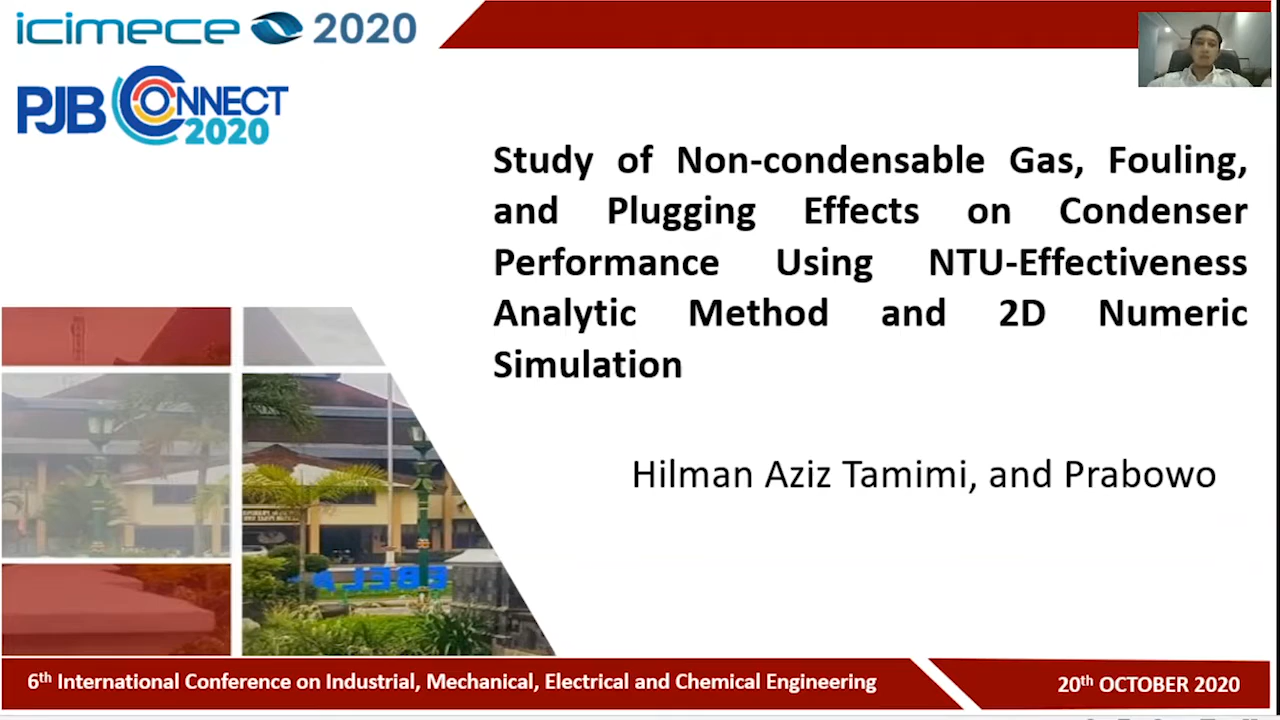 icimece 2020
PJB CONNECT
2020
Study of Non-condensable Gas, Fouling,
and Plugging Effects on Condenser
Performance Using NTU-Effectiveness
Analytic Method and 2D Numeric
Simulation
Hilman Aziz Tamimi, and Prabowo
6th International Conference on Industrial, Mechanical, Electrical and Chemical Engineering
20th OCTOBER 2020